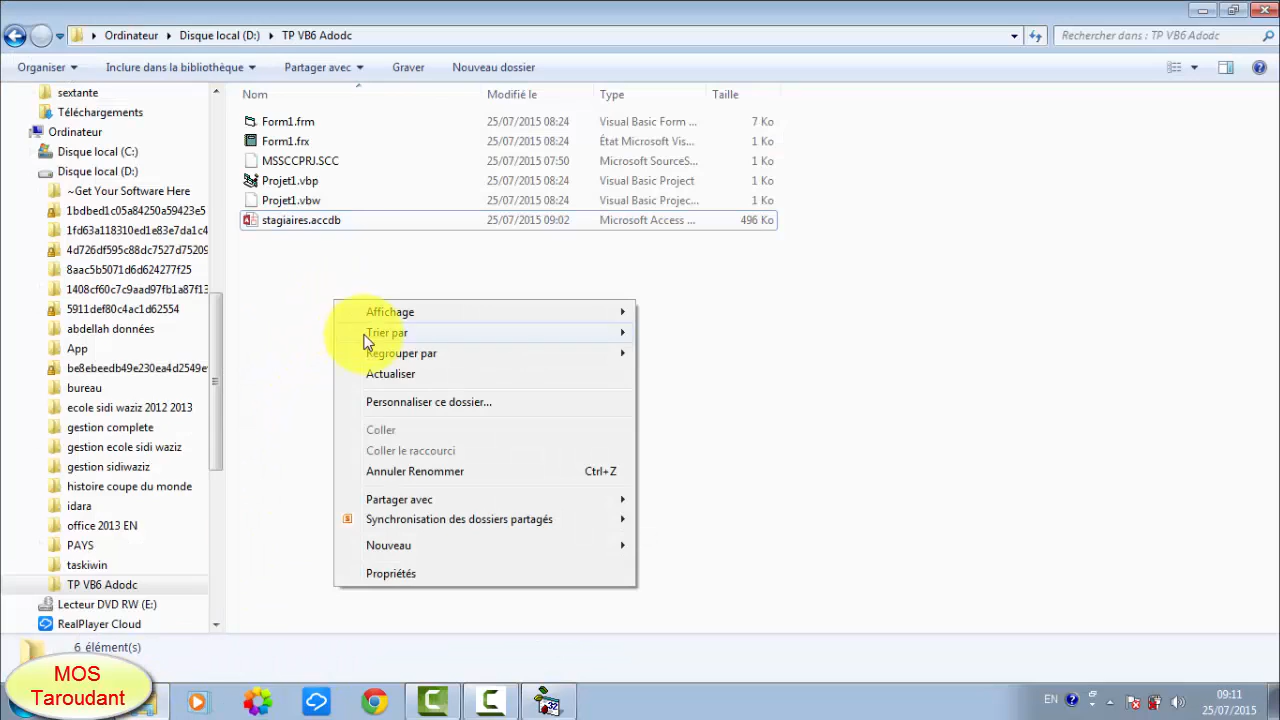 Ordinateur Disque local (D:) TP VB6 Adodc
Rechercher dans : TP VB6 Adodc
Organiser Inclure dans la bibliothèque Partager avec Graver Nouveau dossier
sextante
Téléchargements
Ordinateur
Disque local (C:)
Disque local (D:)
~Get Your Software Here
1bdbed1c05a84250a59423e5
1fd63a118310ed1e83e7da1c4
4d726df595c88dc7527d75209
8aac5b5071d6d624277f25
1408cf60c7c9aad97fb1a87f13
5911def80c4ac1d62554
abdellah données
App
be8ebeedb49e230ea4d2549e
bureau
ecole sidi waziz 2012 2013
gestion complete
gestion ecole sidi waziz
gestion sidiwaziz
histoire coupe du monde
idara
office 2013 EN
PAYS
taskiwin
TP VB6 Adodc
Lecteur DVD RW (E:)
RealPlayer Cloud
Nom Modifié le Type Taille
Form1.frm 25/07/2015 08:24 Visual Basic Form ... 7 Ko
Form1.frx 25/07/2015 08:24 État Microsoft Vis... 1 Ko
MSSCCPRJ.SCC 25/07/2015 07:50 Microsoft SourceS... 1 Ko
Projet1.vbp 25/07/2015 08:24 Visual Basic Project 1 Ko
Projet1.vbw 25/07/2015 08:24 Visual Basic Projec... 1 Ko
stagiaires.accdb 25/07/2015 09:02 Microsoft Access ... 496 Ko
Affichage
Trier par
Regrouper par
Actualiser
Personnaliser ce dossier...
Coller
Coller le raccourci
Annuler Renommer Ctrl+Z
Partager avec
Synchronisation des dossiers partagés
Nouveau
Propriétés
6 élément(s)
MOS
Taroudant
EN
09:11
25/07/2015